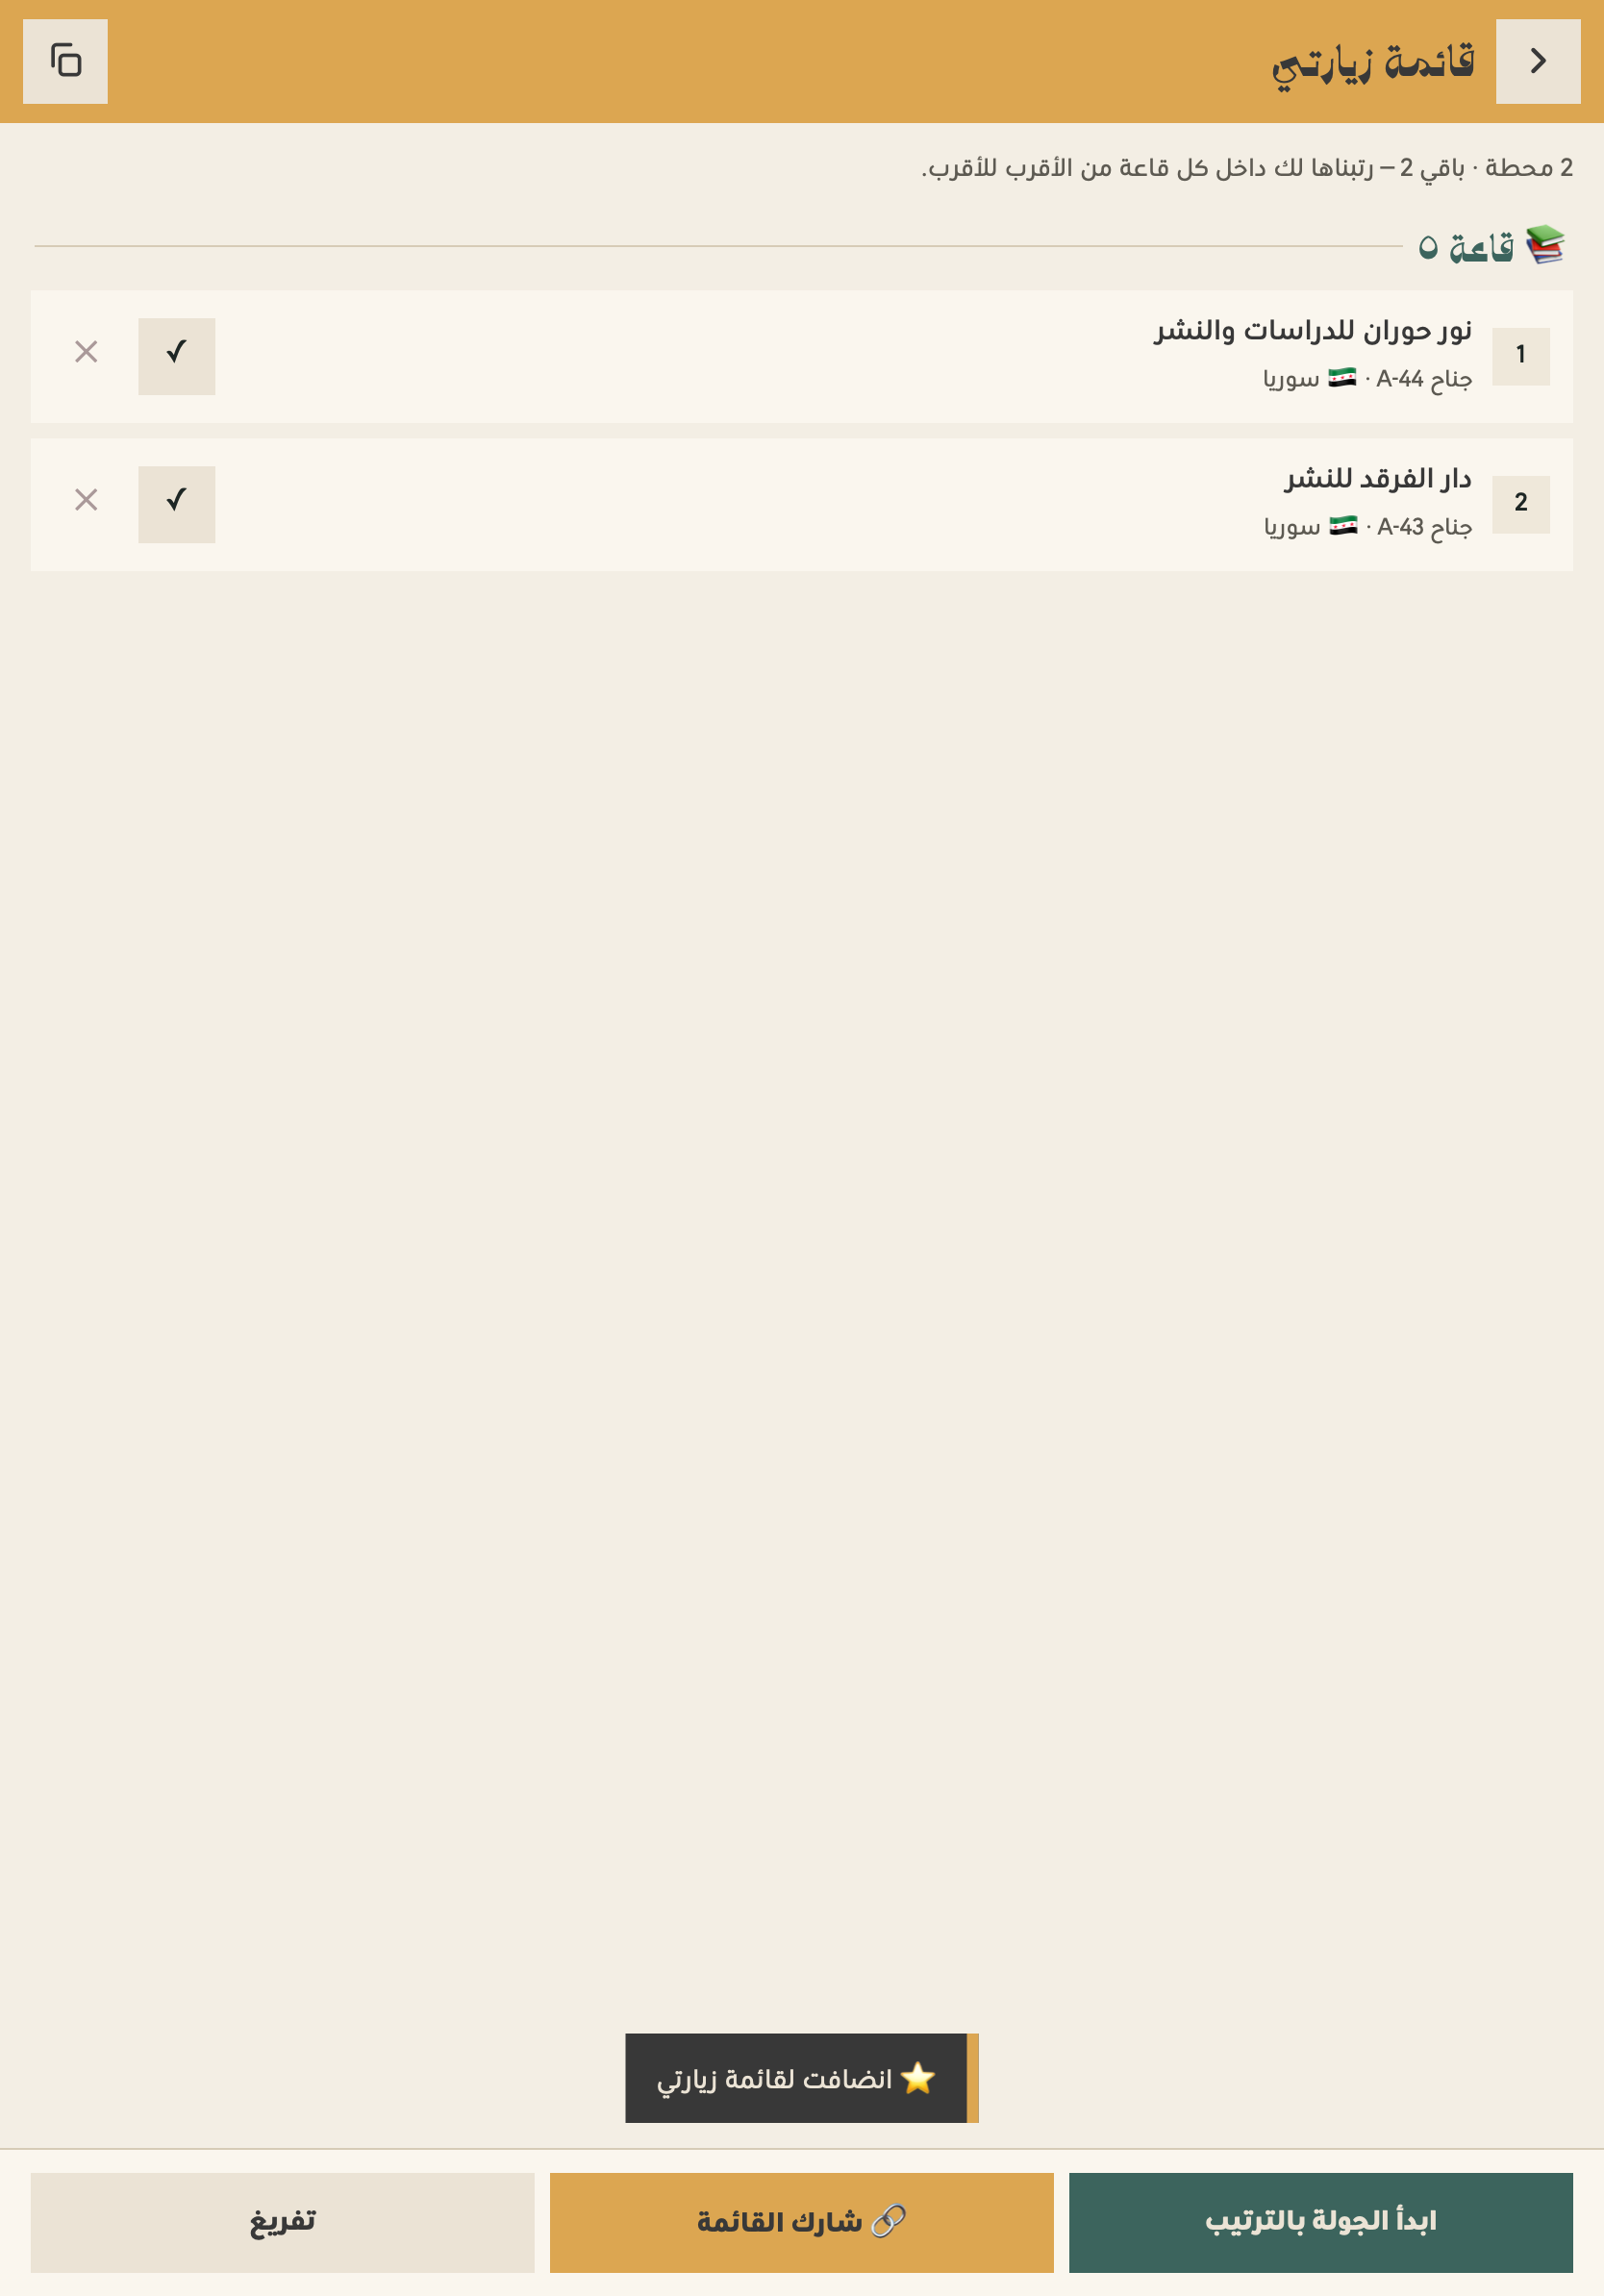 قائمة زيارتي
2 محطة · باقي 2 – رتبناها لك داخل كل قاعة من الأقرب للأقرب.
📚 قاعة ٥
1
نور حوران للدراسات والنشر
جناح A-44 · 🇸🇾 سوريا
✓ ×
2
دار الفرقد للنشر
جناح A-43 · 🇸🇾 سوريا
✓ ×
⭐ انضافت لقائمة زيارتي
ابدأ الجولة بالترتيب
🔗 شارك القائمة
تفريغ